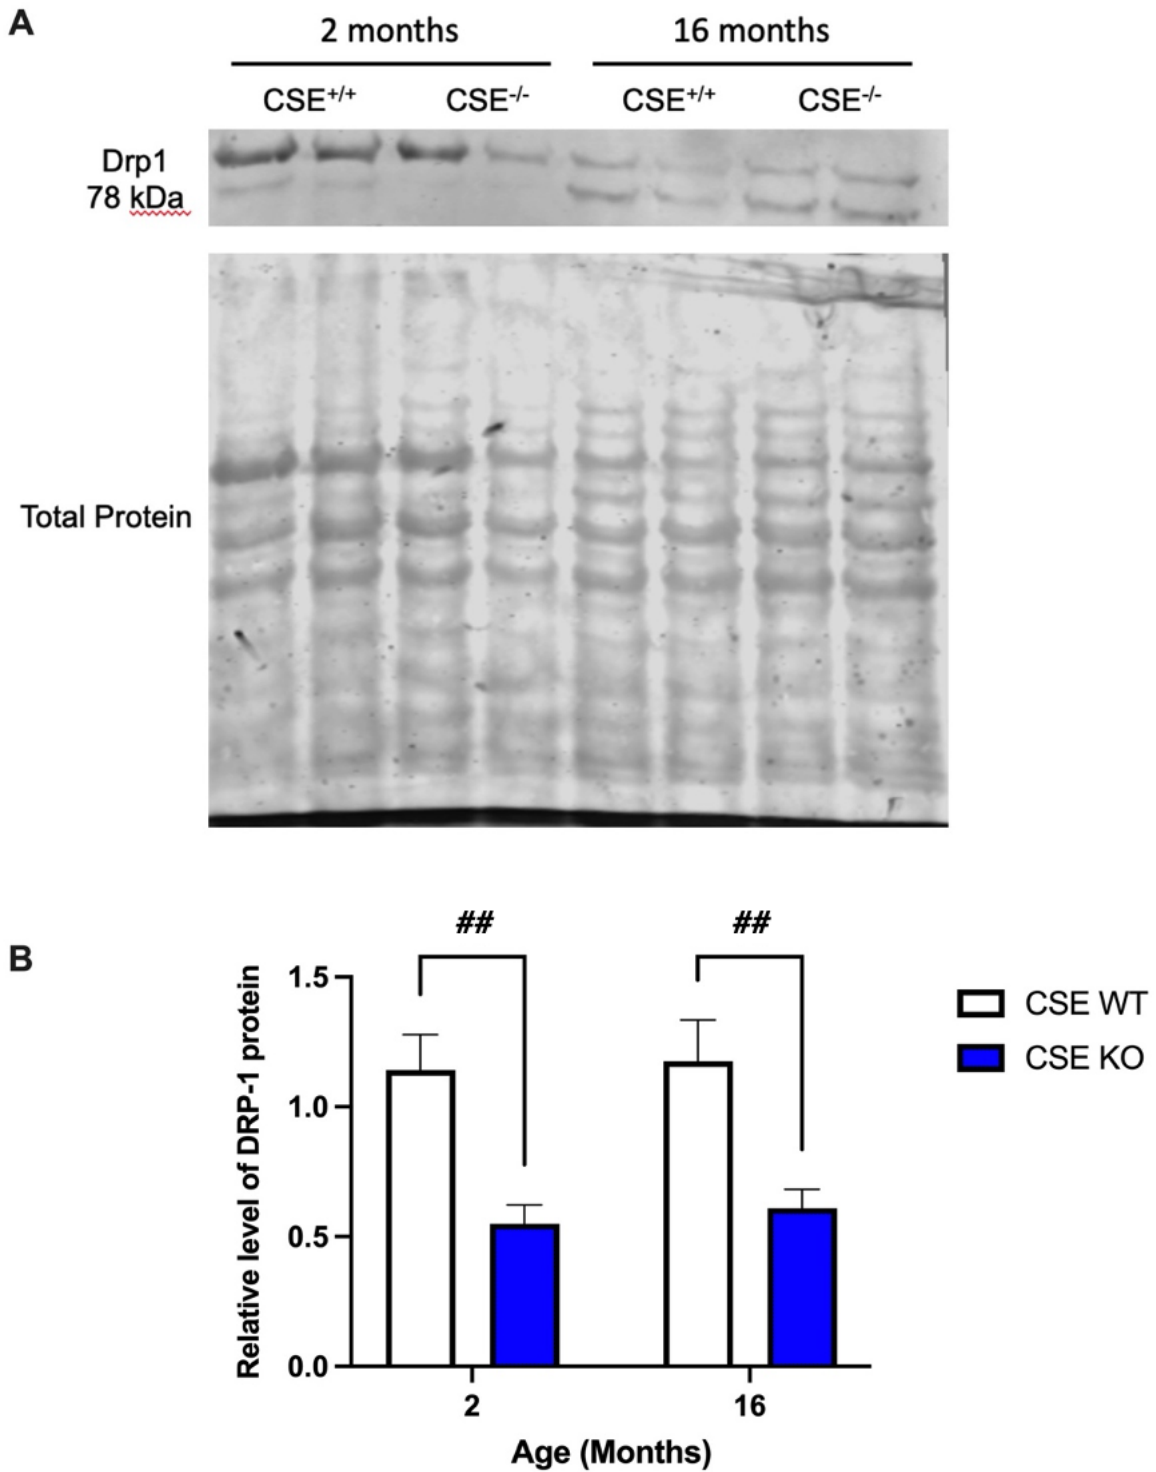 A
2 months 16 months
CSE+/+ CSE-/- CSE+/+ CSE-/-
Drp1
78 kDa
Total Protein
B
## ##
Relative level of DRP-1 protein
1.5
1.0
0.5
0.0
2 16
Age (Months)
CSE WT
CSE KO